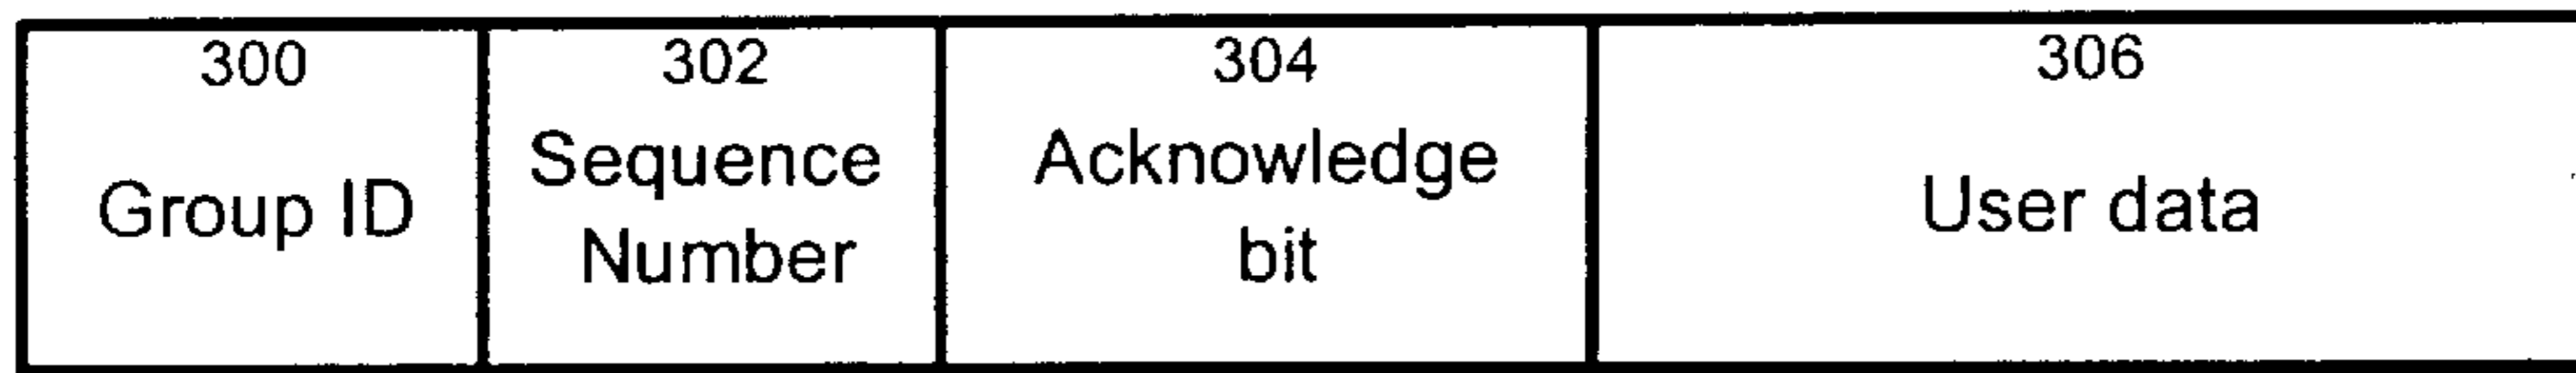 300
Group ID
302
Sequence
Number
304
Acknowledge
bit
306
User data